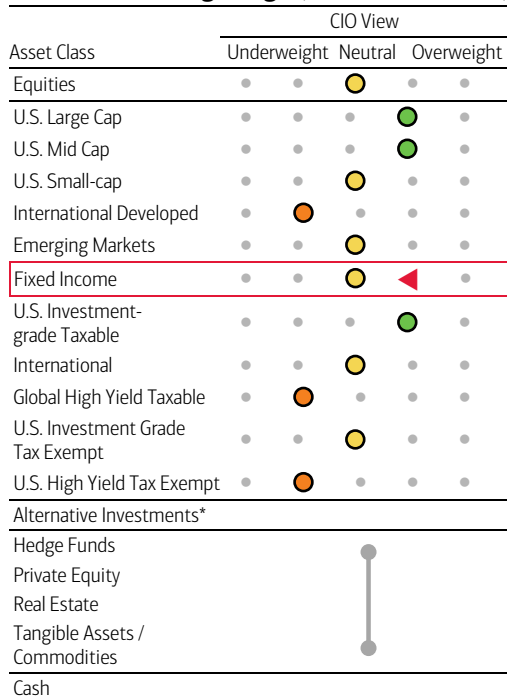 CIO View
Asset Class Underweight Neutral Overweight
Equities
U.S. Large Cap
U.S. Mid Cap
U.S. Small-cap
International Developed
Emerging Markets
Fixed Income
U.S. Investment-
grade Taxable
International
Global High Yield Taxable
U.S. Investment Grade
Tax Exempt
U.S. High Yield Tax Exempt
Alternative Investments*
Hedge Funds
Private Equity
Real Estate
Tangible Assets /
Commodities
Cash